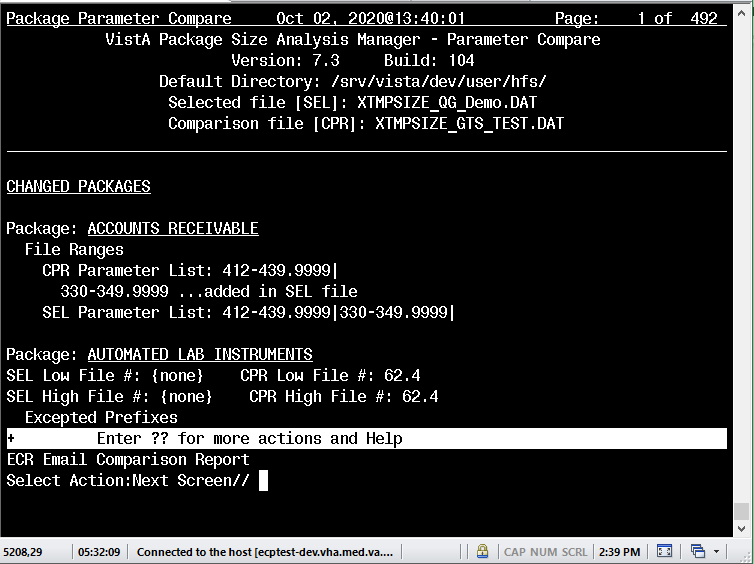 Package Parameter Compare     Oct 02, 2020@13:40:01          Page:    1 of  492
VistA Package Size Analysis Manager - Parameter Compare
Version: 7.3     Build: 104
Default Directory: /srv/vista/dev/user/hfs/
Selected file [SEL]: XTMPSIZE_QG_Demo.DAT
Comparison file [CPR]: XTMPSIZE_GTS_TEST.DAT
CHANGED PACKAGES
Package: ACCOUNTS RECEIVABLE
File Ranges
CPR Parameter List: 412-439.9999|
330-349.9999 ...added in SEL file
SEL Parameter List: 412-439.9999|330-349.9999|
Package: AUTOMATED LAB INSTRUMENTS
SEL Low File #: {none}    CPR Low File #: 62.4
SEL High File #: {none}    CPR High File #: 62.4
Excepted Prefixes
+         Enter ?? for more actions and Help
ECR Email Comparison Report
Select Action:Next Screen//
5208,29 05:32:09 Connected to the host [ecptest-dev.vha.med.va.... CAP NUM SCRL 2:39 PM